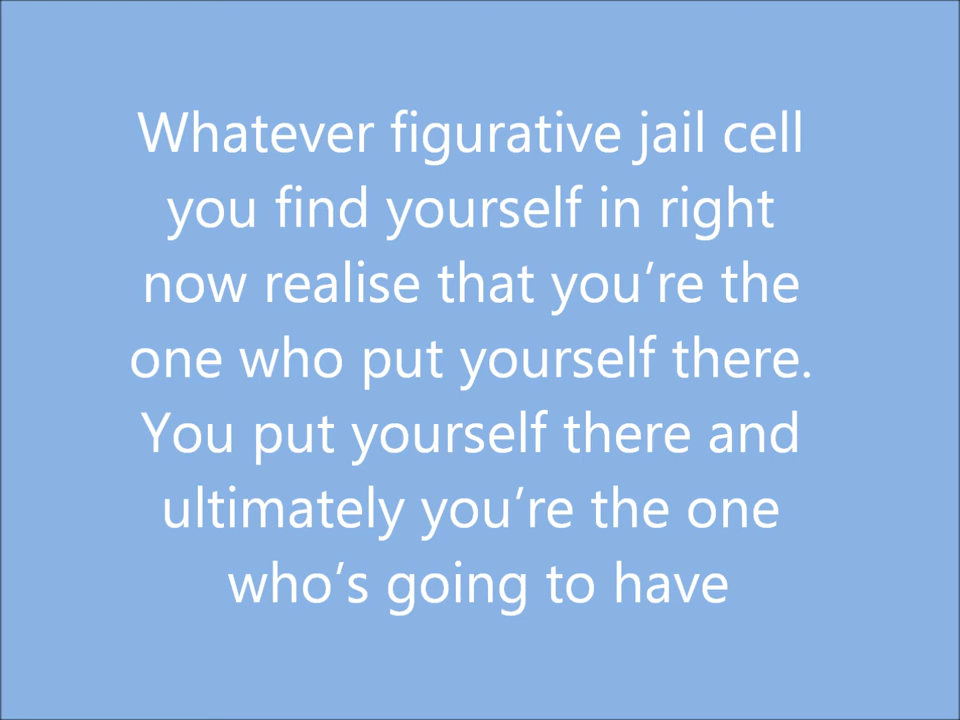 Whatever figurative jail cell
you find yourself in right
now realise that you’re the
one who put yourself there.
You put yourself there and
ultimately you’re the one
who’s going to have